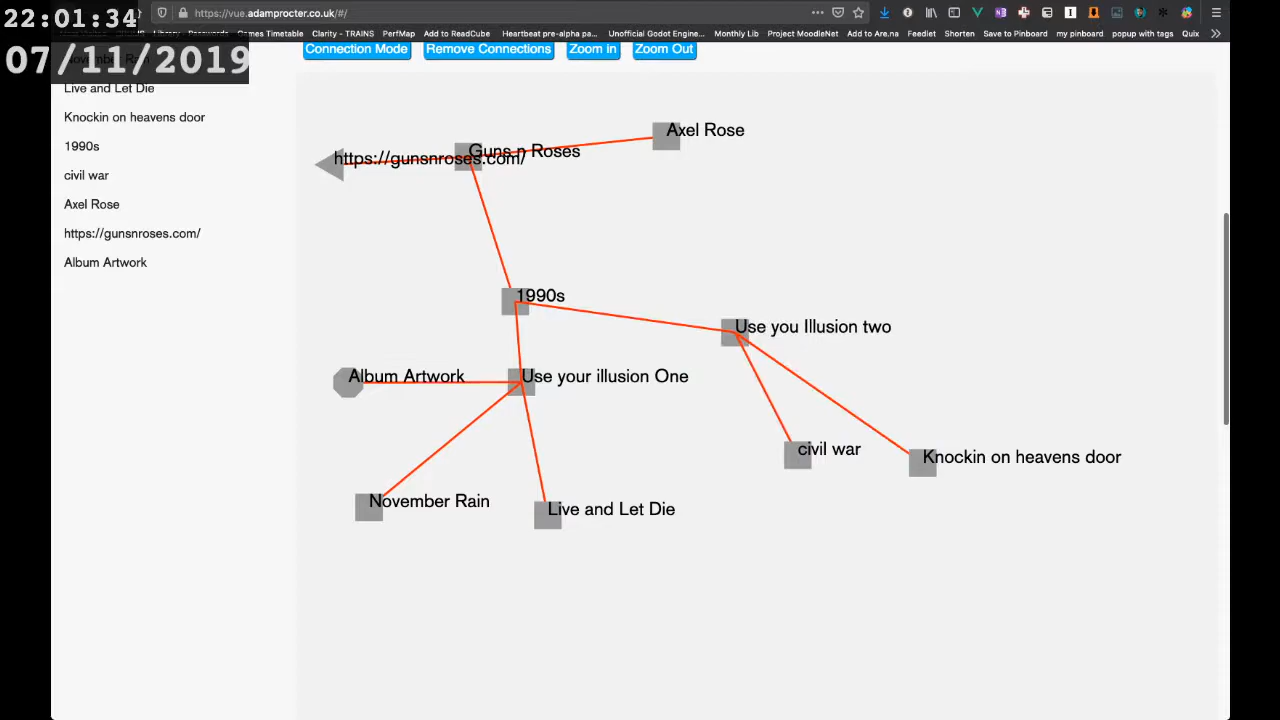 22:01:34
07/11/2019
https://vue.adamprocter.co.uk/#/
Games Timetable
Clarity - TRAINS
PerfMap
Add to ReadCube
Heartbeat pre-alpha pa...
Unofficial Godot Engine...
Monthly Lib
Project MoodleNet
Add to Are.na
Feedlet
Shorten
Save to Pinboard
my pinboard
popup with tags
Quix
Connection Mode
Remove Connections
Zoom in
Zoom Out
Live and Let Die
Knockin on heavens door
1990s
civil war
Axel Rose
https://gunsnroses.com/
Album Artwork
Axel Rose
Guns n Roses
https://gunsnroses.com/
1990s
Use you Illusion two
Album Artwork
Use your illusion One
civil war
Knockin on heavens door
November Rain
Live and Let Die